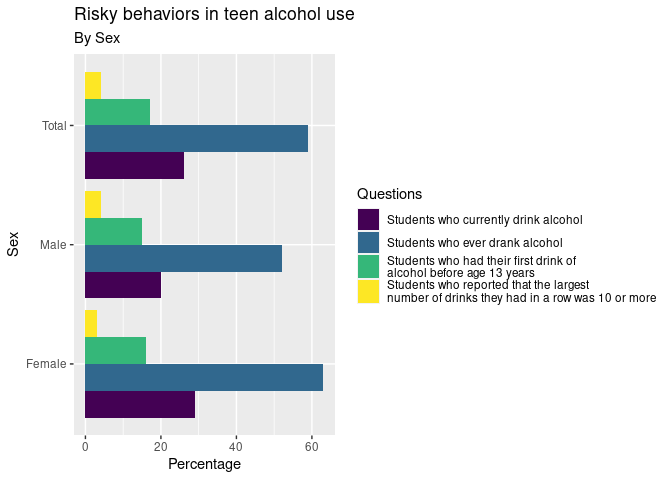 Risky behaviors in teen alcohol use
By Sex
Total
Male
Female
Sex
0 20 40 60
Percentage
Questions
Students who currently drink alcohol
Students who ever drank alcohol
Students who had their first drink of
alcohol before age 13 years
Students who reported that the largest
number of drinks they had in a row was 10 or more